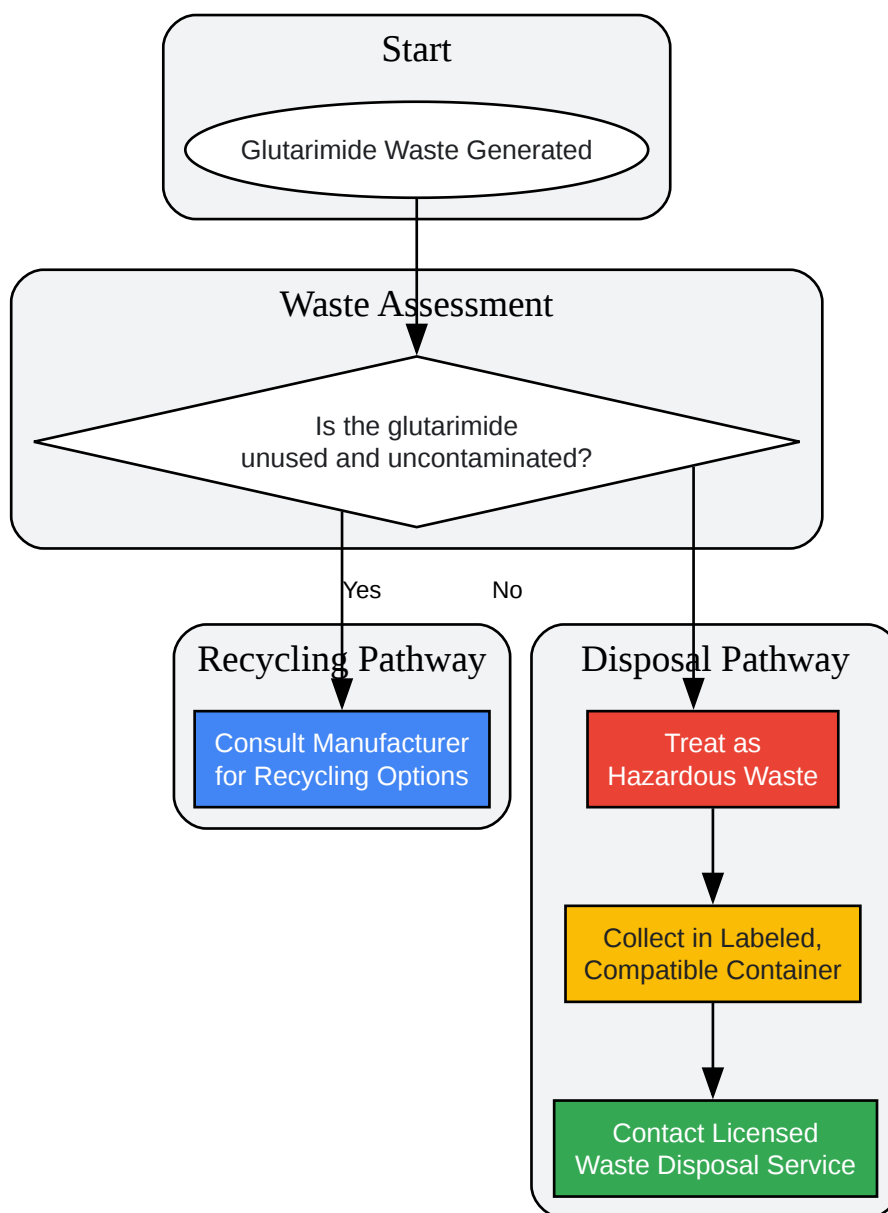 Start
Glutarimide Waste Generated
Waste Assessment
Is the glutarimide
unused and uncontaminated?
Yes
No
Recycling Pathway
Consult Manufacturer
for Recycling Options
Disposal Pathway
Treat as
Hazardous Waste
Collect in Labeled,
Compatible Container
Contact Licensed
Waste Disposal Service